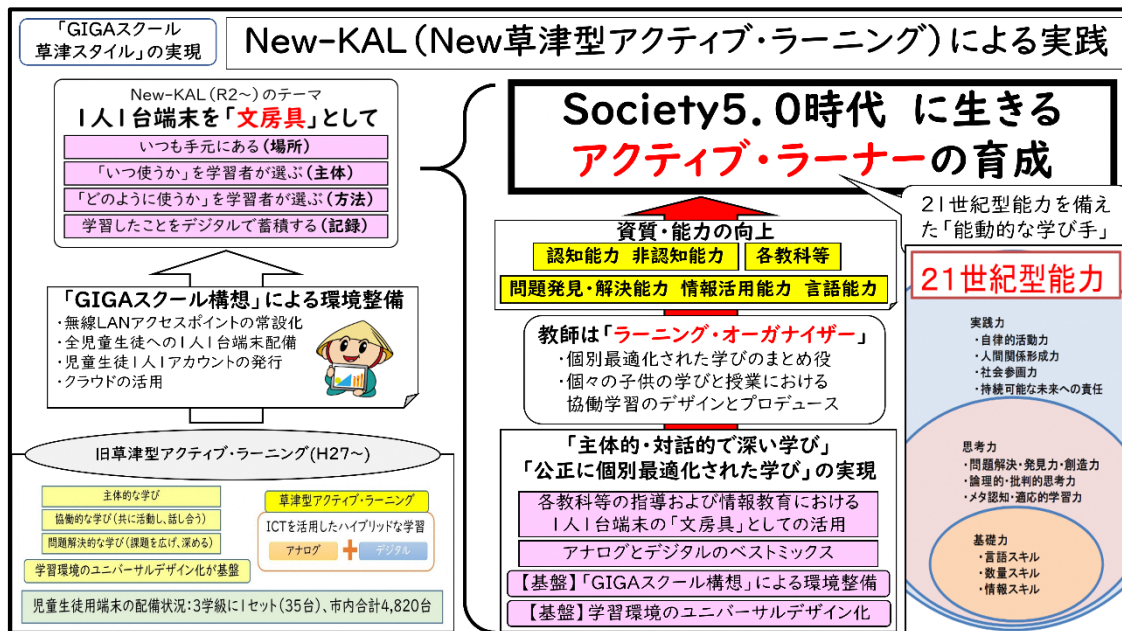 「GIGAスクール
草津スタイル」の実現
New-KAL(New草津型アクティブ・ラーニング)による実践
New-KAL(R2~)のテーマ
1人1台端末を「文房具」として
いつも手元にある(場所)
「いつ使うか」を学習者が選ぶ(主体)
「どのように使うか」を学習者が選ぶ(方法)
学習したことをデジタルで蓄積する(記録)
「GIGAスクール構想」による環境整備
・無線LANアクセスポイントの常設化
・全児童生徒への1人1台端末配備
・児童生徒1人1アカウントの発行
・クラウドの活用
旧草津型アクティブ・ラーニング(H27~)
主体的な学び
協働的な学び(共に活動し、話し合う)
問題解決的な学び(課題を広げ、深める)
学習環境のユニバーサルデザイン化が基盤
草津型アクティブ・ラーニング
ICTを活用したハイブリッドな学習
アナログ
+
デジタル
児童生徒用端末の配備状況:3学級に1セット(35台)、市内合計4,820台
Society5.0時代 に生きる
アクティブ・ラーナーの育成
資質・能力の向上
認知能力 非認知能力
各教科等
問題発見・解決能力 情報活用能力 言語能力
教師は「ラーニング・オーガナイザー」
・個別最適化された学びのまとめ役
・個々の子供の学びと授業における
協働学習のデザインとプロデュース
「主体的・対話的で深い学び」
「公正に個別最適化された学び」の実現
各教科等の指導および情報教育における
1人1台端末の「文房具」としての活用
アナログとデジタルのベストミックス
【基盤】「GIGAスクール構想」による環境整備
【基盤】学習環境のユニバーサルデザイン化
21世紀型能力を備え
た「能動的な学び手」
21世紀型能力
実践力
・自律的活動力
・人間関係形成力
・社会参画力
・持続可能な未来への責任
思考力
・問題解決・発見力・創造力
・論理的・批判的思考力
・メタ認知・適応的学習力
基礎力
・言語スキル
・数量スキル
・情報スキル